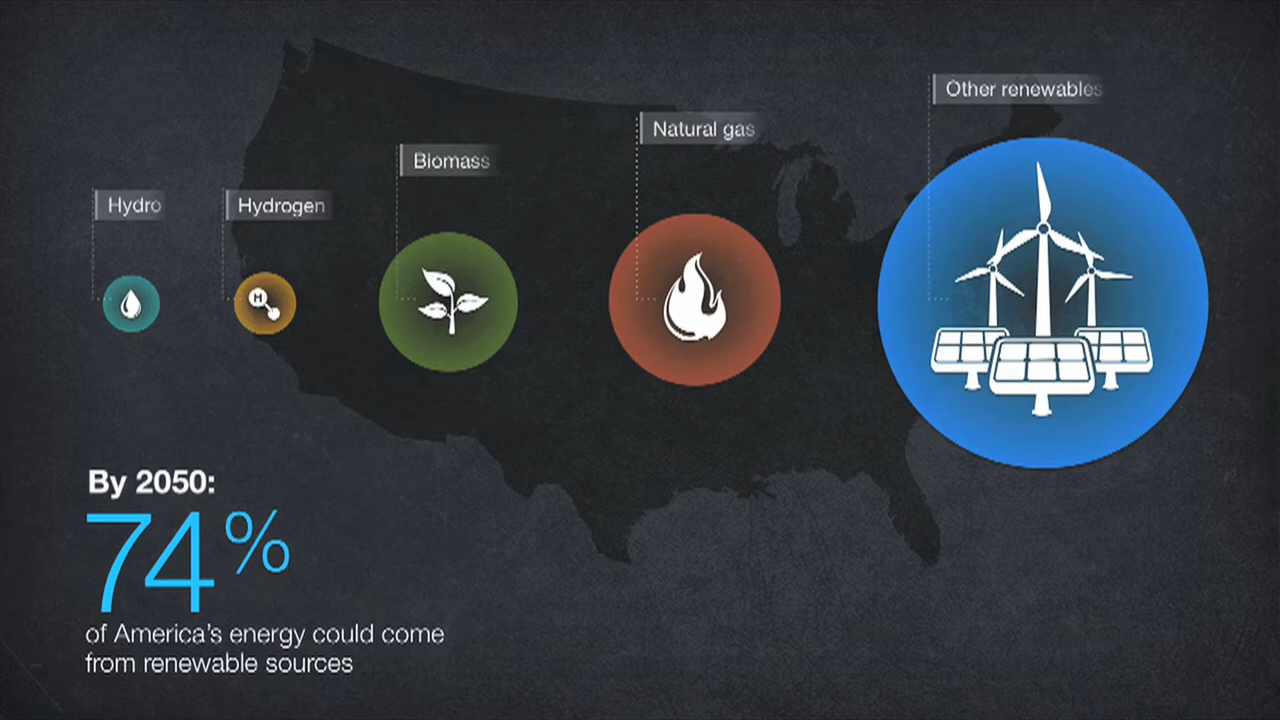 Other renewables
Natural gas
Biomass
Hydro
Hydrogen
H
By 2050:
74%
of America's energy could come
from renewable sources